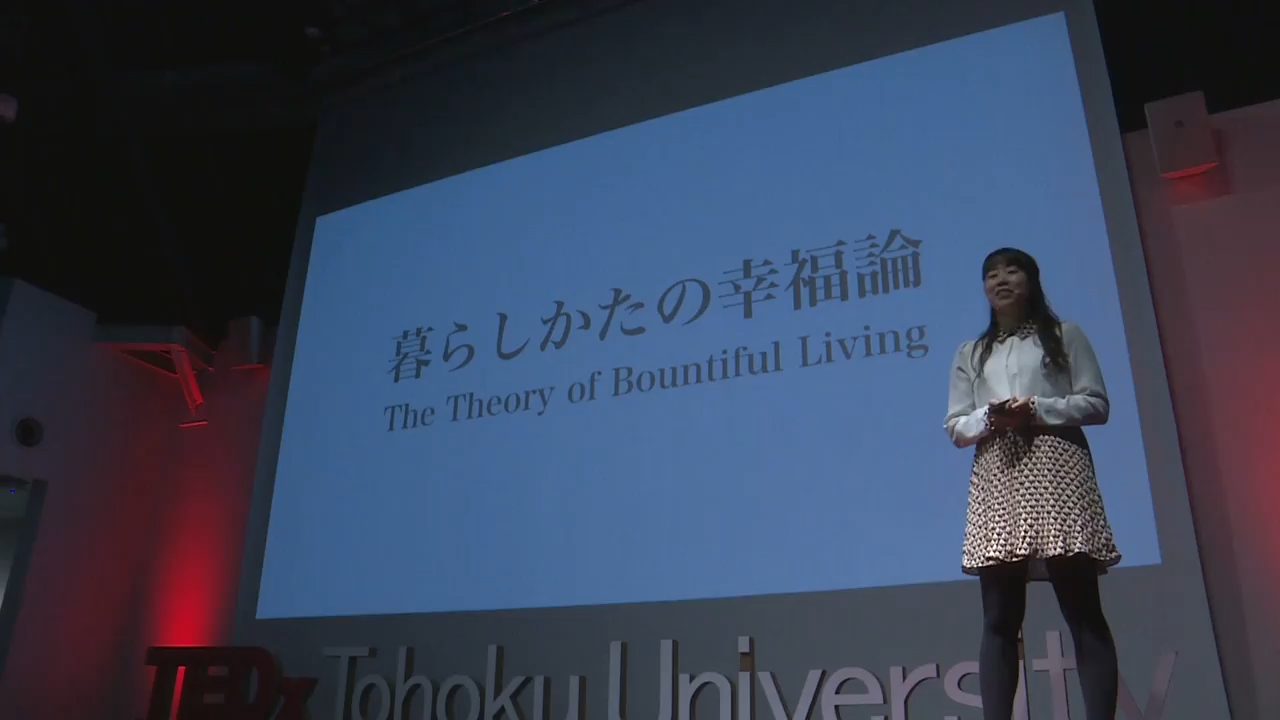 暮らしかたの幸福論
The Theory of Bountiful Living
TEDx Tohoku University